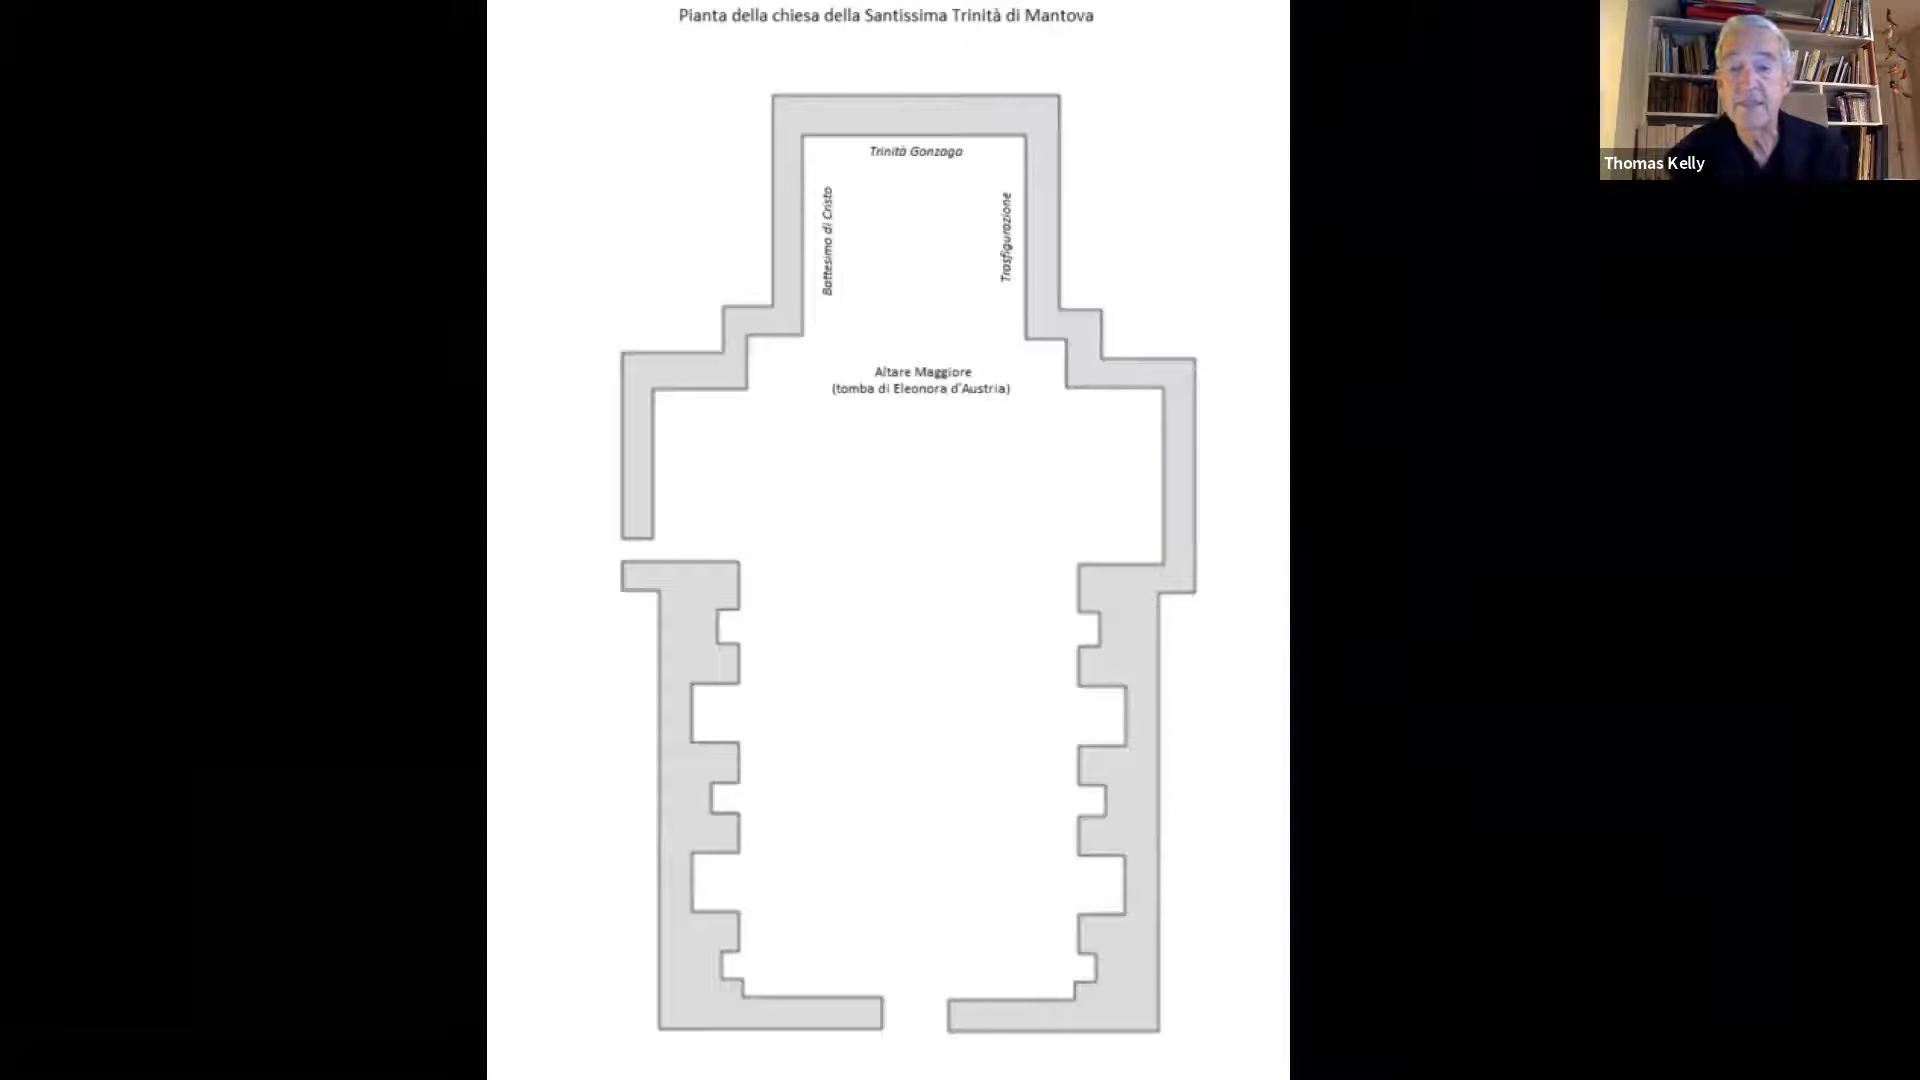 Pianta della chiesa della Santissima Trinità di Mantova
Trinità Gonzaga
Battesimo di Cristo
Trasfigurazione
Altare Maggiore
(tomba di Eleonora d'Austria)
Thomas Kelly